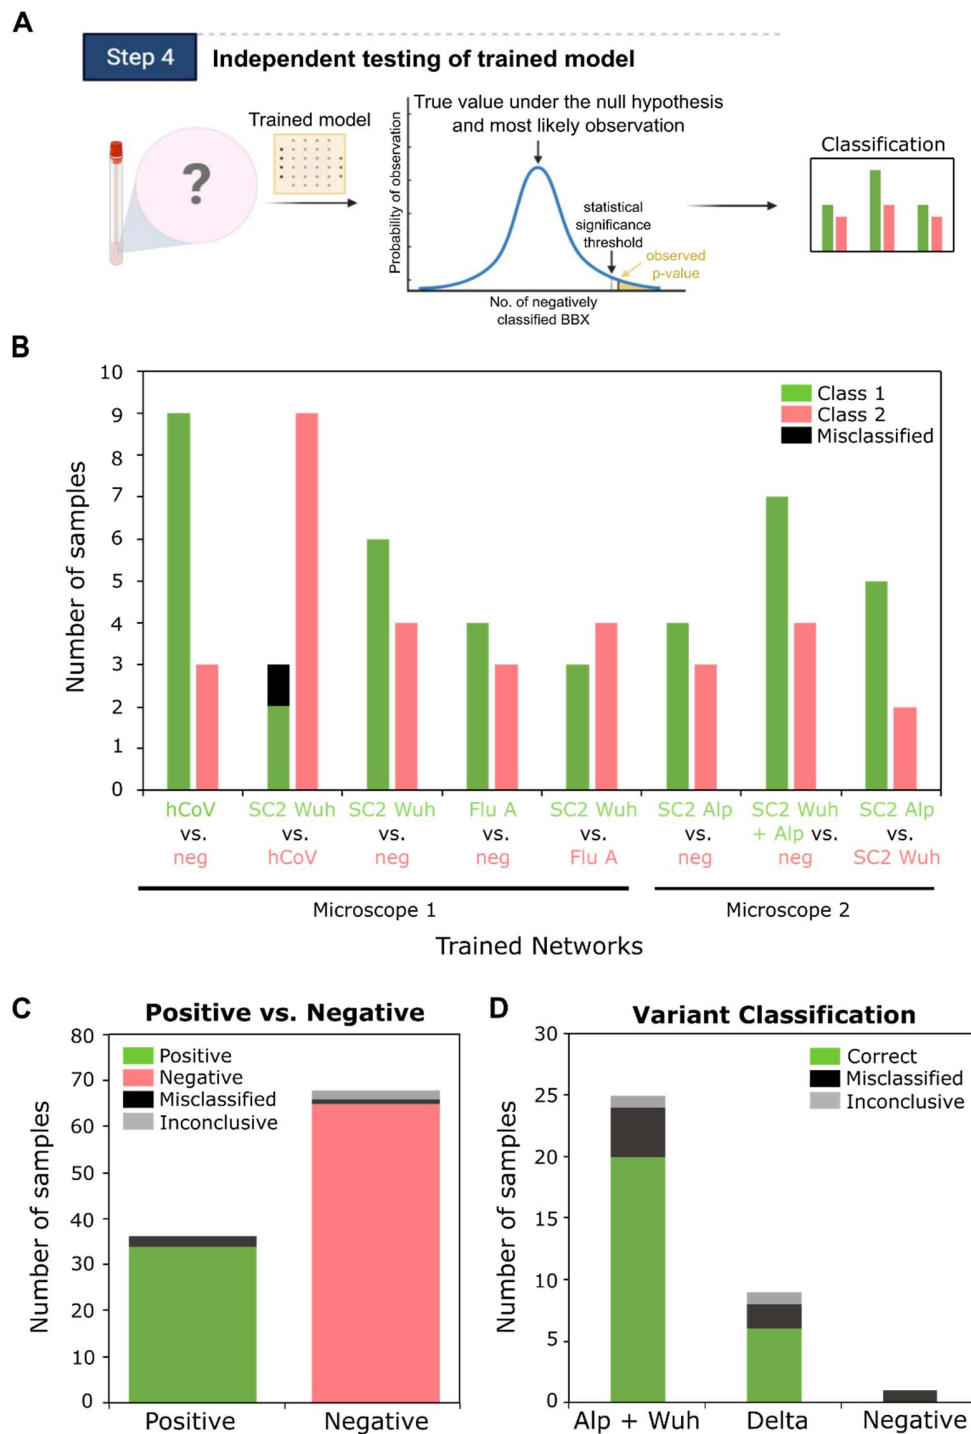 A
Step 4
Independent testing of trained model
Trained model
?
Probability of observation
True value under the null hypothesis
and most likely observation
statistical
significance
threshold
observed
p-value
No. of negatively
classified BBX
Classification
B
Number of samples
10
9
8
7
6
5
4
3
2
1
0
Class 1
Class 2
Misclassified
hCoV
vs.
neg
SC2 Wuh
vs.
hCoV
SC2 Wuh
vs.
neg
Flu A
vs.
neg
SC2 Wuh
vs.
Flu A
SC2 Alp
vs.
neg
SC2 Wuh
+ Alp vs.
neg
SC2 Alp
vs.
SC2 Wuh
Microscope 1
Microscope 2
Trained Networks
C
Positive vs. Negative
Number of samples
80
70
60
50
40
30
20
10
0
Positive
Negative
Misclassified
Inconclusive
Positive
Negative
D
Variant Classification
Number of samples
30
25
20
15
10
5
0
Correct
Misclassified
Inconclusive
Alp + Wuh
Delta
Negative